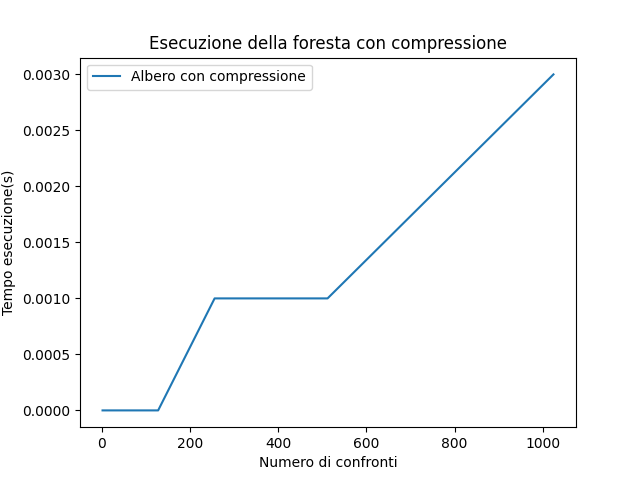 Esecuzione della foresta con compressione
Albero con compressione
0.0030
0.0025
0.0020
0.0015
0.0010
0.0005
0.0000
Tempo esecuzione(s)
0 200 400 600 800 1000
Numero di confronti